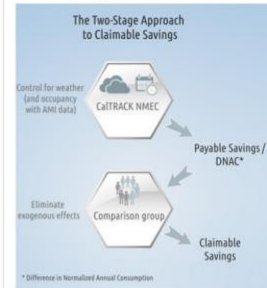 The Two-Stage Approach
to Claimable Savings
Control for weather
(and occupancy
with AMI data)
CalTRACK NMEC
Payable Savings /
DNAC*
Eliminate
exogenous effects
Comparison group
Claimable
Savings
* Difference in Normalized Annual Consumption